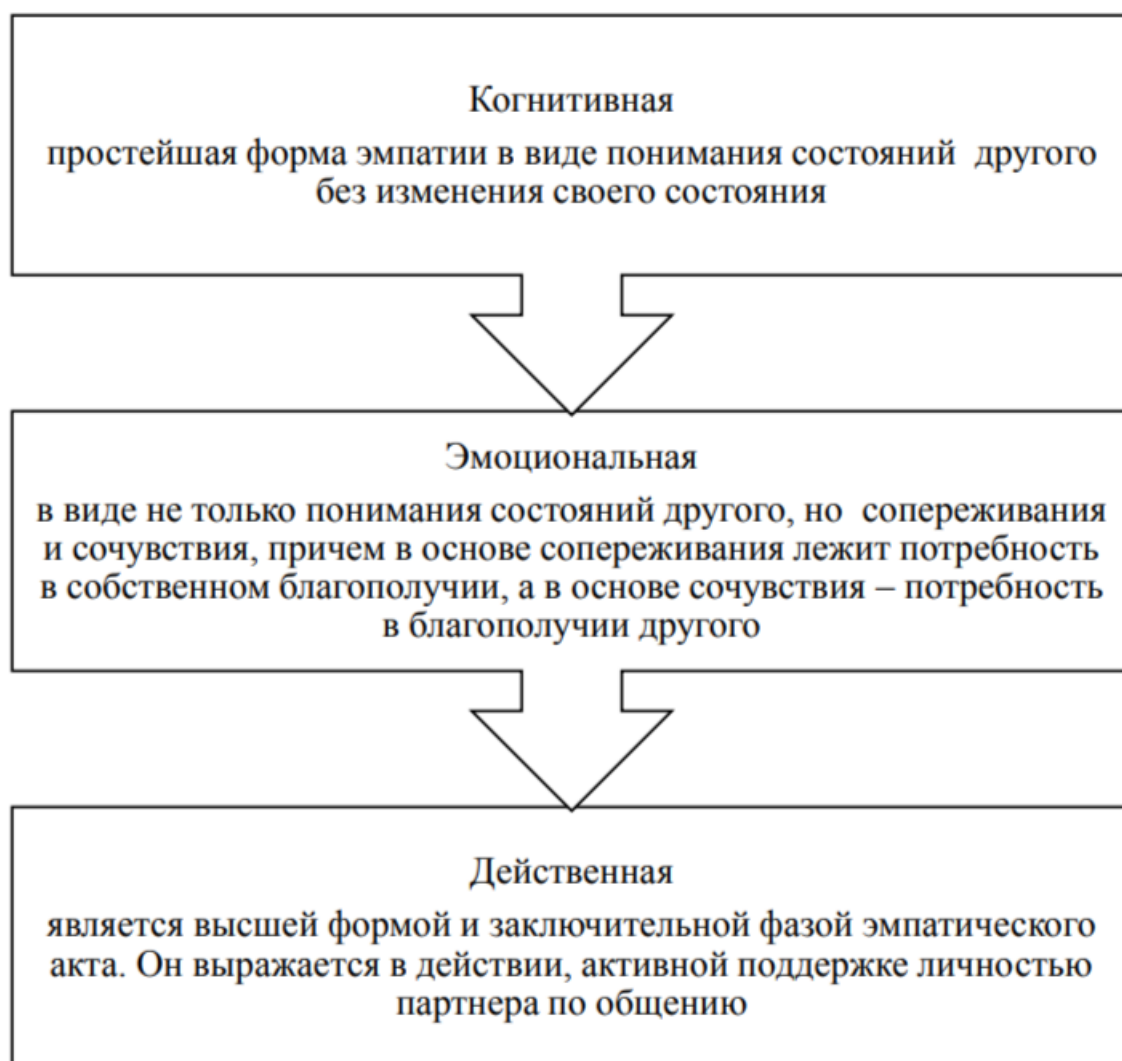 Когнитивная
простейшая форма эмпатии в виде понимания состояний другого
без изменения своего состояния
Эмоциональная
в виде не только понимания состояний другого, но сопереживания
и сочувствия, причем в основе сопереживания лежит потребность
в собственном благополучии, а в основе сочувствия – потребность
в благополучии другого
Действенная
является высшей формой и заключительной фазой эмпатического
акта. Он выражается в действии, активной поддержке личностью
партнера по общению